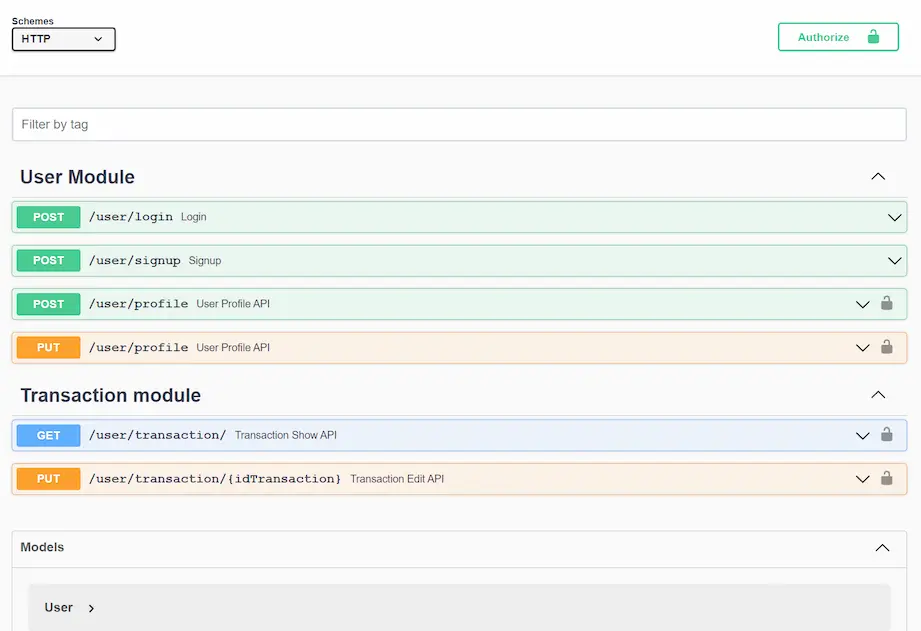 Schemes
HTTP
Authorize
Filter by tag
User Module
POST /user/login Login
POST /user/signup Signup
POST /user/profile User Profile API
PUT /user/profile User Profile API
Transaction module
GET /user/transaction/ Transaction Show API
PUT /user/transaction/{idTransaction} Transaction Edit API
Models
User